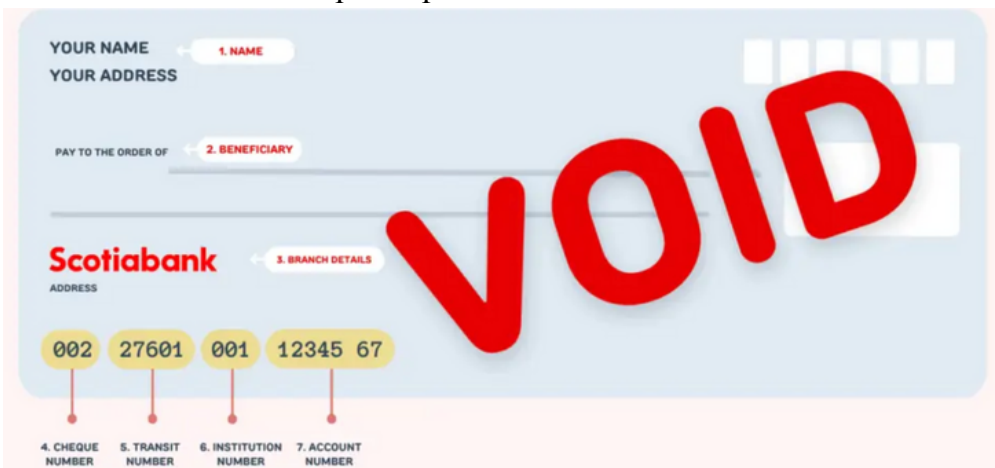 YOUR NAME
1. NAME
YOUR ADDRESS
PAY TO THE ORDER OF
2. BENEFICIARY
VOID
Scotiabank
3. BRANCH DETAILS
ADDRESS
002 27601 001 12345 67
4. CHEQUE NUMBER
5. TRANSIT NUMBER
6. INSTITUTION NUMBER
7. ACCOUNT NUMBER